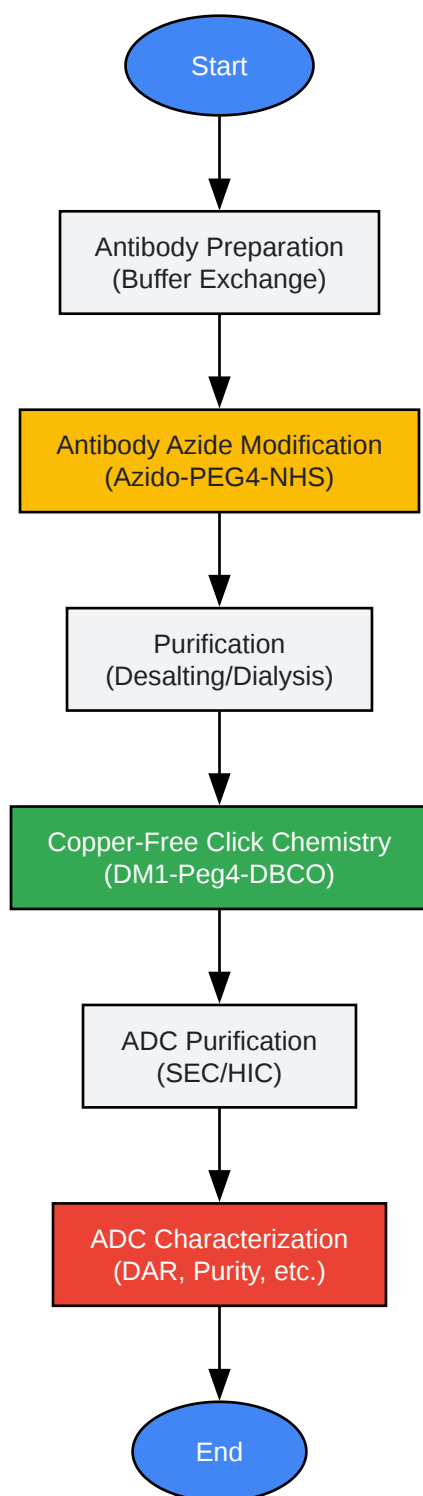 Start
Antibody Preparation
(Buffer Exchange)
Antibody Azide Modification
(Azido-PEG4-NHS)
Purification
(Desalting/Dialysis)
Copper-Free Click Chemistry
(DM1-Peg4-DBCO)
ADC Purification
(SEC/HIC)
ADC Characterization
(DAR, Purity, etc.)
End